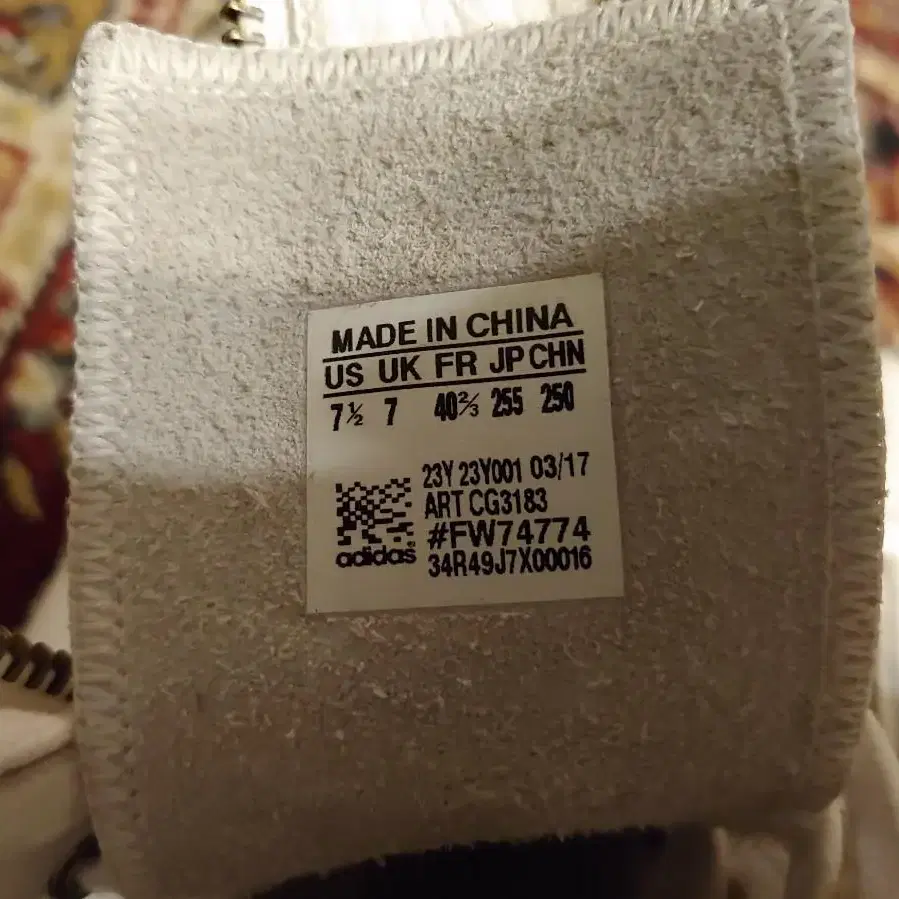 MADE IN CHINA
US UK FR JP CHN
7½ 7 40⅔ 255 250
23Y 23Y001 03/17
ART CG3183
#FW74774
adidas
34R49J7X00016